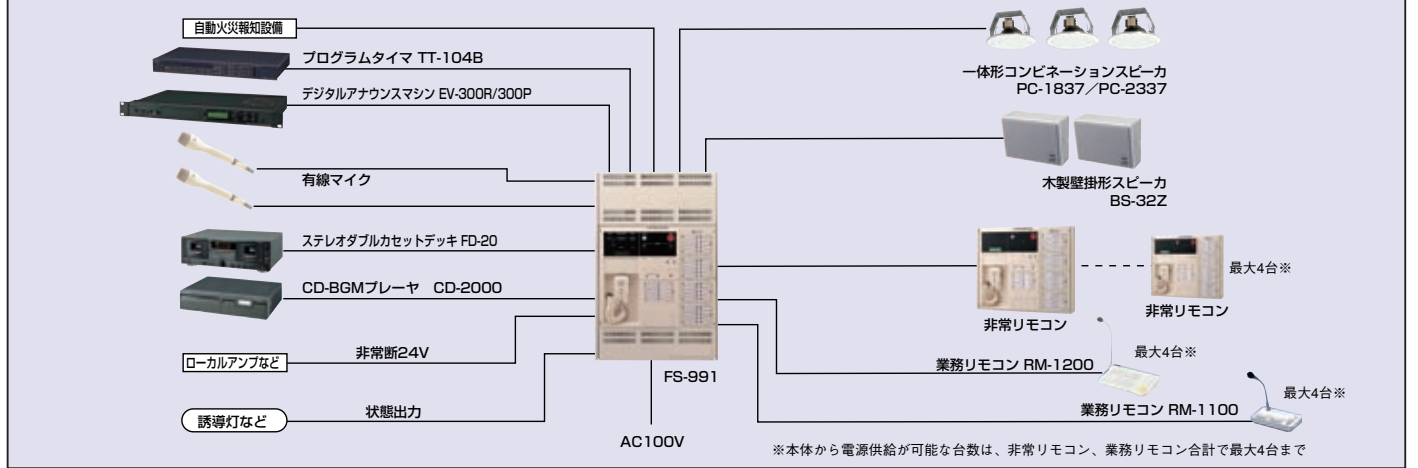 自動火災報知設備
プログラムタイマ TT-104B
デジタルアナウンスマシン EV-300R/300P
有線マイク
ステレオダブルカセットデッキ FD-20
CD-BGMプレーヤ CD-2000
非常断24V
ローカルアンプなど
状態出力
誘導灯など
FS-991
AC100V
一体形コンビネーションスピーカ
PC-1837／PC-2337
木製壁掛形スピーカ
BS-32Z
最大4台※
非常リモコン
非常リモコン
最大4台※
業務リモコン RM-1200
最大4台※
業務リモコン RM-1100
※本体から電源供給が可能な台数は、非常リモコン、業務リモコン合計で最大4台まで